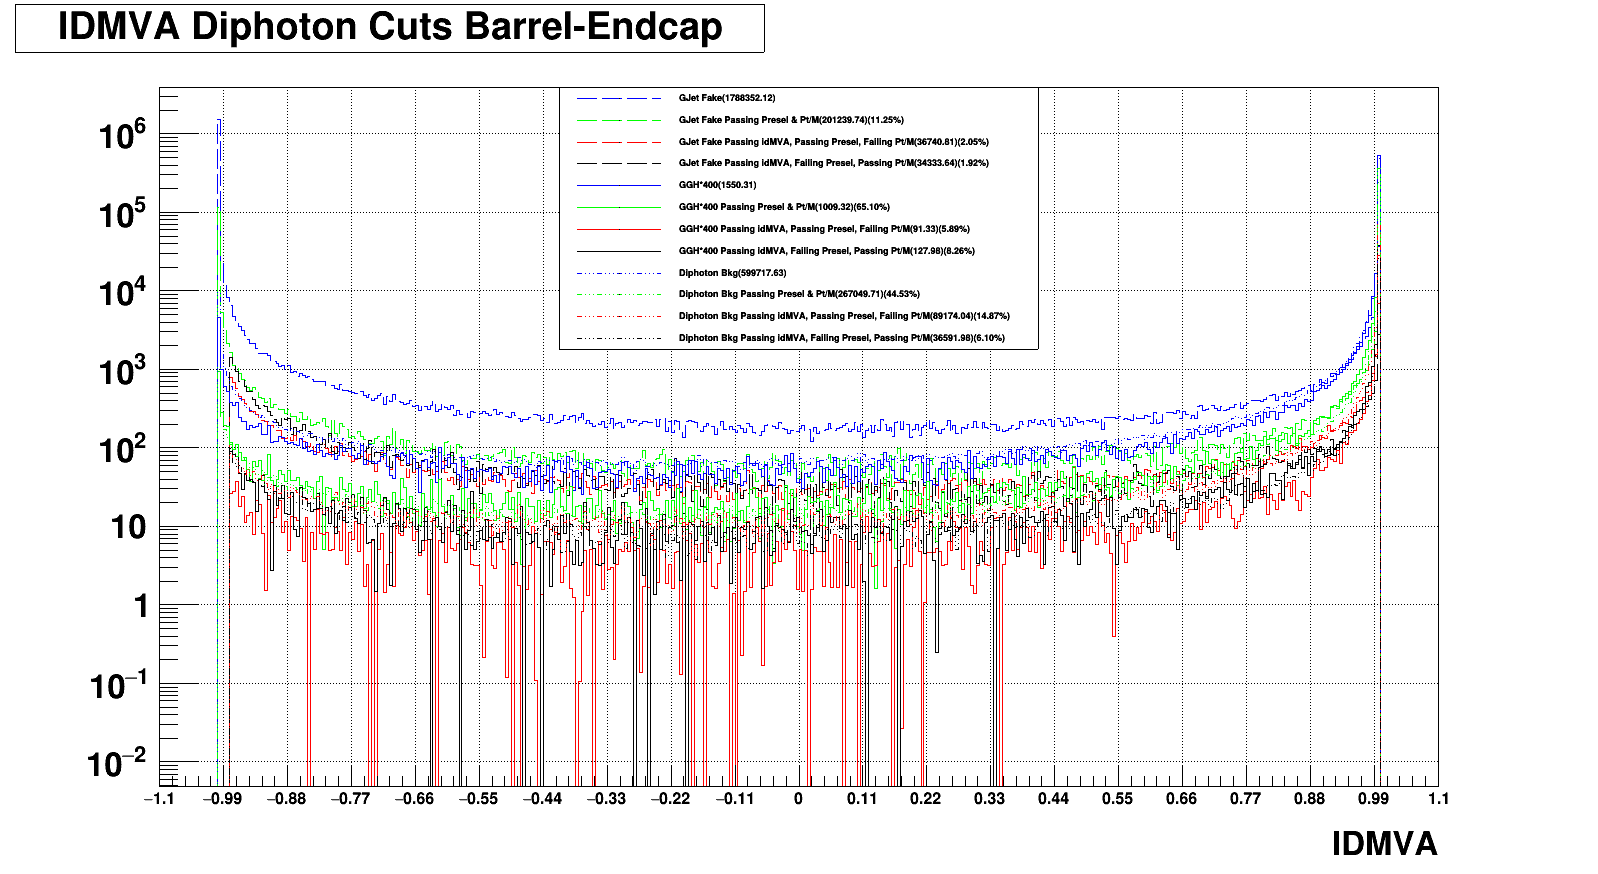 IDMVA Diphoton Cuts Barrel-Endcap
GJet Fake(1788352.12)
GJet Fake Passing Presel & Pt/M(201239.74)(11.25%)
GJet Fake Passing idMVA, Passing Presel, Failing Pt/M(36740.81)(2.05%)
GJet Fake Passing idMVA, Failing Presel, Passing Pt/M(34333.64)(1.92%)
GGH*400(1550.31)
GGH*400 Passing Presel & Pt/M(1009.32)(65.10%)
GGH*400 Passing idMVA, Passing Presel, Failing Pt/M(91.33)(5.89%)
GGH*400 Passing idMVA, Failing Presel, Passing Pt/M(127.98)(8.26%)
Diphoton Bkg(599717.63)
Diphoton Bkg Passing Presel & Pt/M(267049.71)(44.53%)
Diphoton Bkg Passing idMVA, Passing Presel, Failing Pt/M(89174.04)(14.87%)
Diphoton Bkg Passing idMVA, Failing Presel, Passing Pt/M(36591.98)(6.10%)
10⁶
10⁵
10⁴
10³
10²
10
1
10⁻¹
10⁻²
−1.1 −0.99 −0.88 −0.77 −0.66 −0.55 −0.44 −0.33 −0.22 −0.11 0 0.11 0.22 0.33 0.44 0.55 0.66 0.77 0.88 0.99 1.1
IDMVA